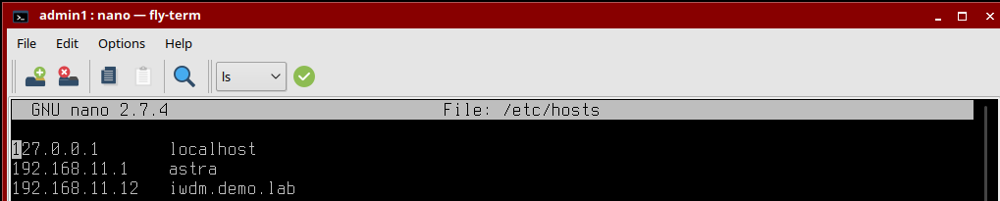 admin1 : nano — fly-term
File Edit Options Help
ls
GNU nano 2.7.4 File: /etc/hosts
127.0.0.1 localhost
192.168.11.1 astra
192.168.11.12 iwdm.demo.lab